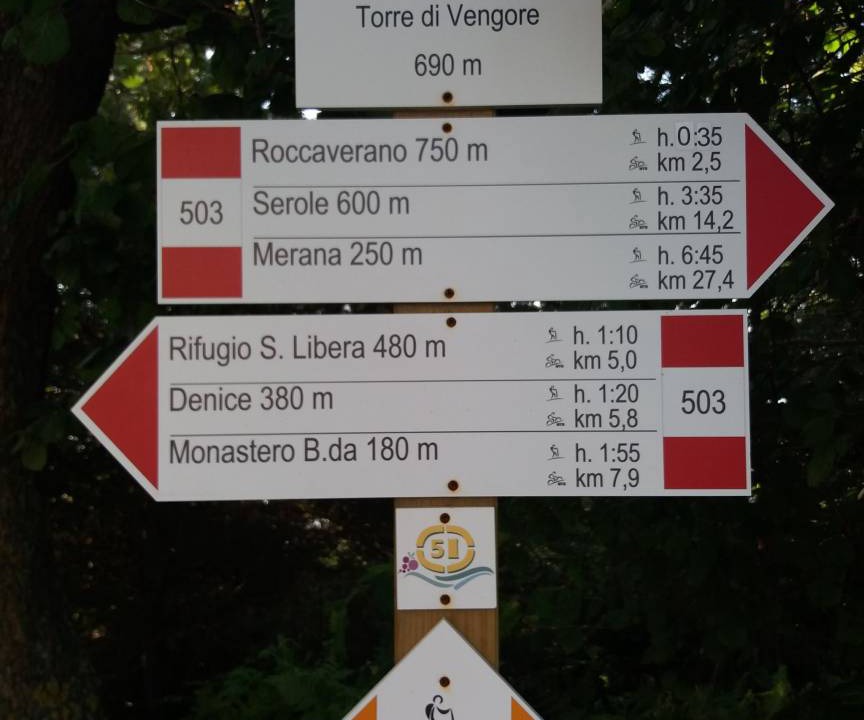 Torre di Vengore
690 m
Roccaverano 750 m h.0:35
km 2,5
503
Serole 600 m h. 3:35
km 14,2
Merana 250 m h. 6:45
km 27,4
Rifugio S. Libera 480 m h. 1:10
km 5,0
Denice 380 m h. 1:20
km 5,8
503
Monastero B.da 180 m h. 1:55
km 7,9
51